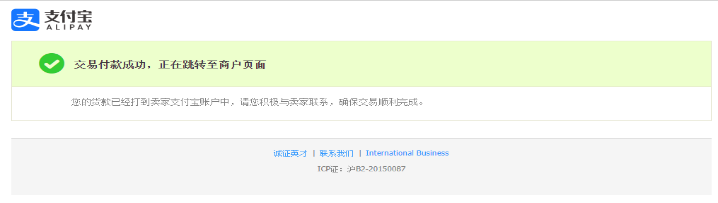 支付宝
ALIPAY
交易付款成功，正在跳转至商户页面
您的货款已经打到卖家支付宝账户中，请您积极与卖家联系，确保交易顺利完成。
诚征英才 | 联系我们 | International Business
ICP证：沪B2-20150087